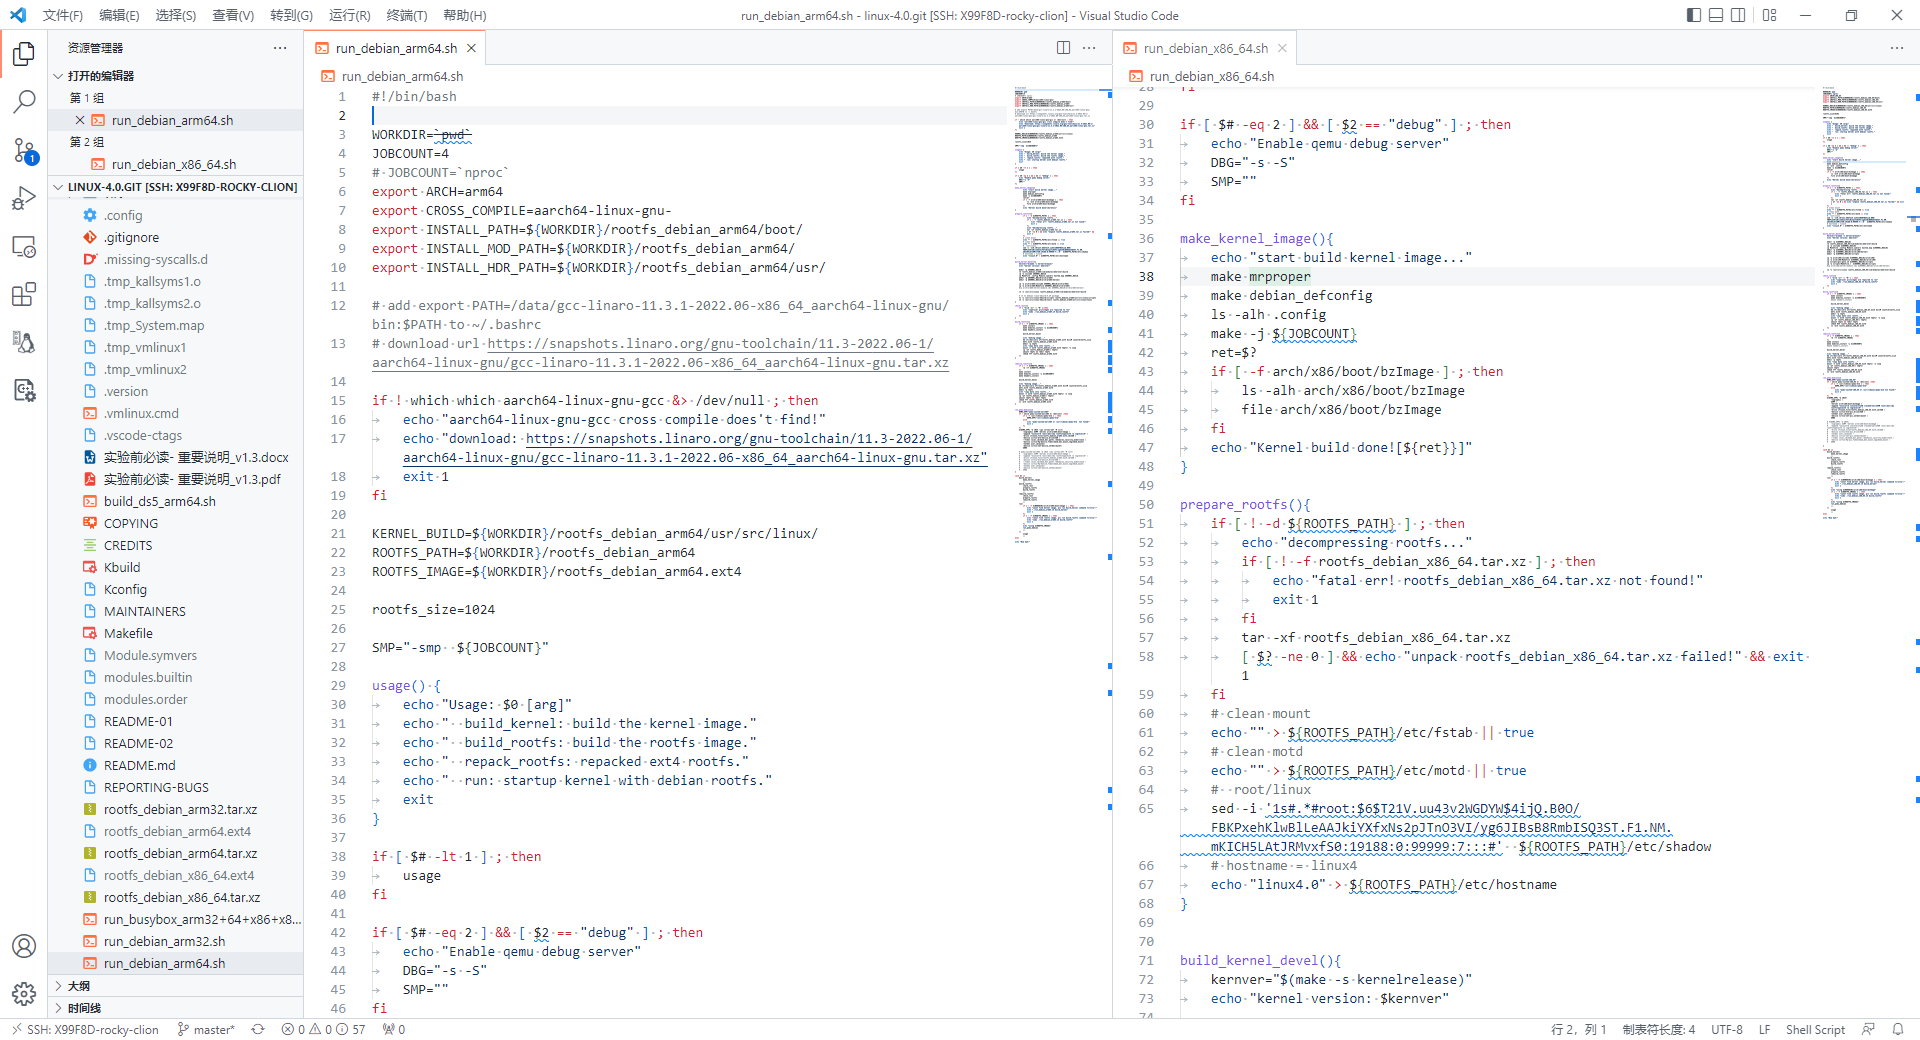 文件(F) 编辑(E) 选择(S) 查看(V) 转到(G) 运行(R) 终端(T) 帮助(H)
run_debian_arm64.sh - linux-4.0.git [SSH: X99F8D-rocky-clion] - Visual Studio Code
资源管理器
打开的编辑器
第 1 组
run_debian_arm64.sh
第 2 组
run_debian_x86_64.sh
LINUX-4.0.GIT [SSH: X99F8D-ROCKY-CLION]
.config
.gitignore
.missing-syscalls.d
.tmp_kallsyms1.o
.tmp_kallsyms2.o
.tmp_System.map
.tmp_vmlinux1
.tmp_vmlinux2
.version
.vmlinux.cmd
.vscode-ctags
实验前必读- 重要说明_v1.3.docx
实验前必读- 重要说明_v1.3.pdf
build_ds5_arm64.sh
COPYING
CREDITS
Kbuild
Kconfig
MAINTAINERS
Makefile
Module.symvers
modules.builtin
modules.order
README-01
README-02
README.md
REPORTING-BUGS
rootfs_debian_arm32.tar.xz
rootfs_debian_arm64.ext4
rootfs_debian_arm64.tar.xz
rootfs_debian_x86_64.ext4
rootfs_debian_x86_64.tar.xz
run_busybox_arm32+64+x86+x8...
run_debian_arm32.sh
run_debian_arm64.sh
大纲
时间线
run_debian_arm64.sh
run_debian_arm64.sh
1 #!/bin/bash
2
3 WORKDIR=`pwd`
4 JOBCOUNT=4
5 # JOBCOUNT=`nproc`
6 export ARCH=arm64
7 export CROSS_COMPILE=aarch64-linux-gnu-
8 export INSTALL_PATH=${WORKDIR}/rootfs_debian_arm64/boot/
9 export INSTALL_MOD_PATH=${WORKDIR}/rootfs_debian_arm64/
10 export INSTALL_HDR_PATH=${WORKDIR}/rootfs_debian_arm64/usr/
11
12 # add export PATH=/data/gcc-linaro-11.3.1-2022.06-x86_64_aarch64-linux-gnu/
bin:$PATH to ~/.bashrc
13 # download url https://snapshots.linaro.org/gnu-toolchain/11.3-2022.06-1/
aarch64-linux-gnu/gcc-linaro-11.3.1-2022.06-x86_64_aarch64-linux-gnu.tar.xz
14
15 if ! which which aarch64-linux-gnu-gcc &> /dev/null ; then
16 echo "aarch64-linux-gnu-gcc cross compile does't find!"
17 echo "download: https://snapshots.linaro.org/gnu-toolchain/11.3-2022.06-1/
aarch64-linux-gnu/gcc-linaro-11.3.1-2022.06-x86_64_aarch64-linux-gnu.tar.xz"
18 exit 1
19 fi
20
21 KERNEL_BUILD=${WORKDIR}/rootfs_debian_arm64/usr/src/linux/
22 ROOTFS_PATH=${WORKDIR}/rootfs_debian_arm64
23 ROOTFS_IMAGE=${WORKDIR}/rootfs_debian_arm64.ext4
24
25 rootfs_size=1024
26
27 SMP="-smp  ${JOBCOUNT}"
28
29 usage() {
30 echo "Usage: $0 [arg]"
31 echo "  build_kernel: build the kernel image."
32 echo "  build_rootfs: build the rootfs image."
33 echo "  repack_rootfs: repacked ext4 rootfs."
34 echo "  run: startup kernel with debian rootfs."
35 exit
36 }
37
38 if [ $# -lt 1 ] ; then
39 usage
40 fi
41
42 if [ $# -eq 2 ] && [ $2 == "debug" ] ; then
43 echo "Enable qemu debug server"
44 DBG="-s -S"
45 SMP=""
46 fi
run_debian_x86_64.sh
run_debian_x86_64.sh
28 fi
29
30 if [ $# -eq 2 ] && [ $2 == "debug" ] ; then
31 echo "Enable qemu debug server"
32 DBG="-s -S"
33 SMP=""
34 fi
35
36 make_kernel_image(){
37 echo "start build kernel image..."
38 make mrproper
39 make debian_defconfig
40 ls -alh .config
41 make -j ${JOBCOUNT}
42 ret=$?
43 if [ -f arch/x86/boot/bzImage ] ; then
44 ls -alh arch/x86/boot/bzImage
45 file arch/x86/boot/bzImage
46 fi
47 echo "Kernel build done![${ret}}]"
48 }
49
50 prepare_rootfs(){
51 if [ ! -d ${ROOTFS_PATH} ] ; then
52 echo "decompressing rootfs..."
53 if [ ! -f rootfs_debian_x86_64.tar.xz ] ; then
54 echo "fatal err! rootfs_debian_x86_64.tar.xz not found!"
55 exit 1
56 fi
57 tar -xf rootfs_debian_x86_64.tar.xz
58 [ $? -ne 0 ] && echo "unpack rootfs_debian_x86_64.tar.xz failed!" && exit
1
59 fi
60 # clean mount
61 echo "" > ${ROOTFS_PATH}/etc/fstab || true
62 # clean motd
63 echo "" > ${ROOTFS_PATH}/etc/motd || true
64 #  root/linux
65 sed -i '1s#.*#root:$6$T21V.uu43v2WGDYW$4ijQ.B0O/
FBKPxehKlwBlLeAAJkiYXfxNs2pJTnO3VI/yg6JIBsB8RmbISQ3ST.F1.NM.
mKICH5LAtJRMvxfS0:19188:0:99999:7:::#'  ${ROOTFS_PATH}/etc/shadow
66 # hostname = linux4
67 echo "linux4.0" > ${ROOTFS_PATH}/etc/hostname
68 }
69
70
71 build_kernel_devel(){
72 kernver="$(make -s kernelrelease)"
73 echo "kernel version: $kernver"
74
SSH: X99F8D-rocky-clion master* 0 0 57 0
行 2，列 1 制表符长度: 4 UTF-8 LF Shell Script